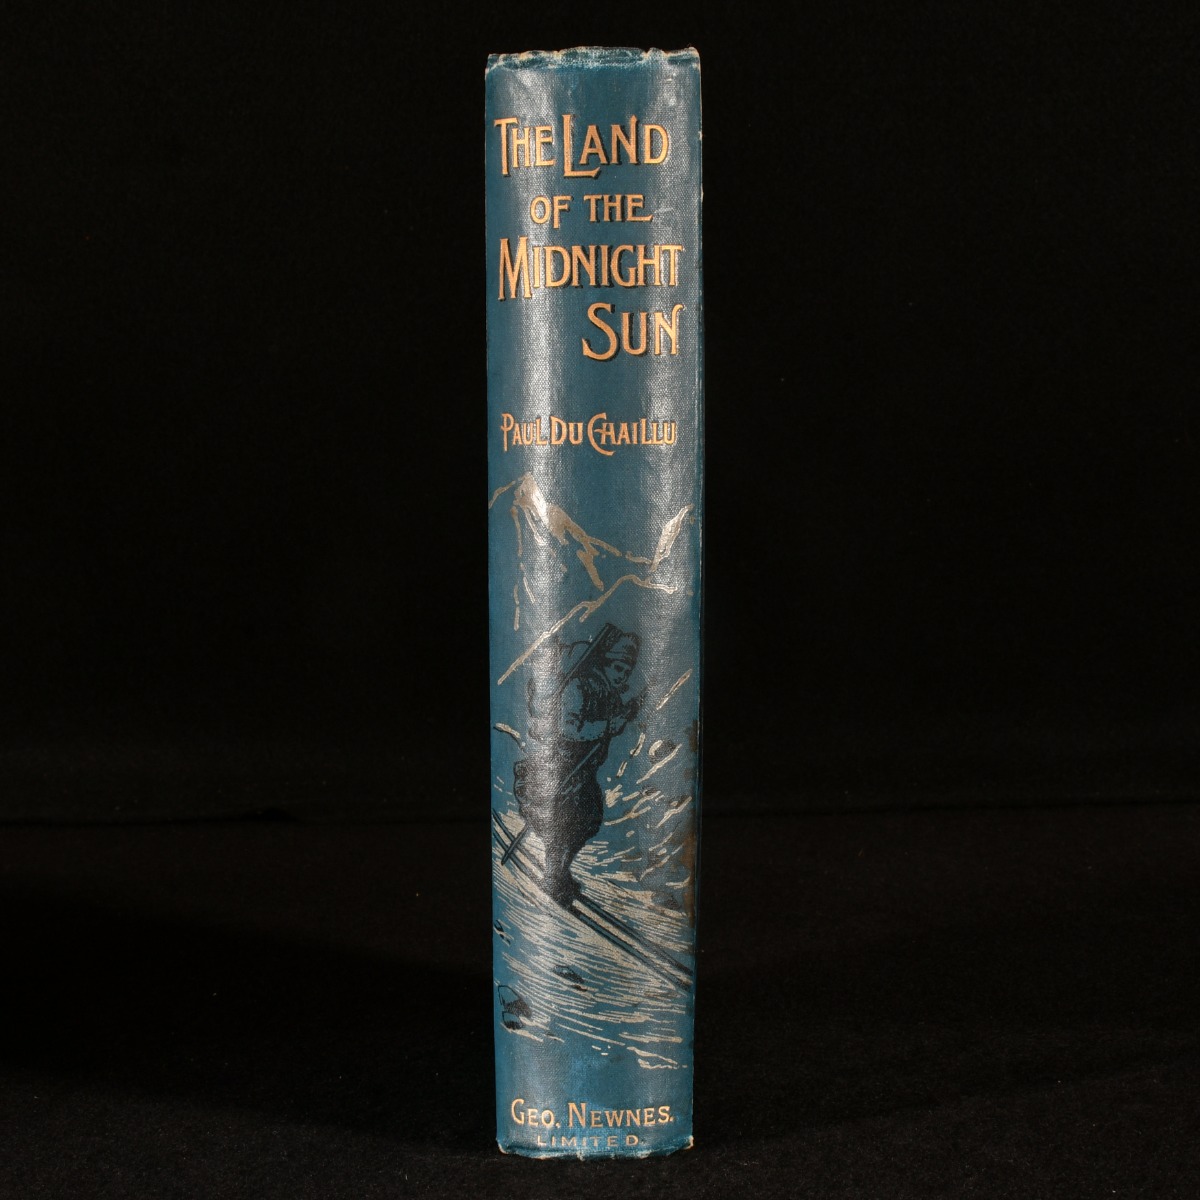 THE LAND
OF THE
MIDNIGHT
SUN
PAUL DU CHAILLU
GEO. NEWNES.
LIMITED.